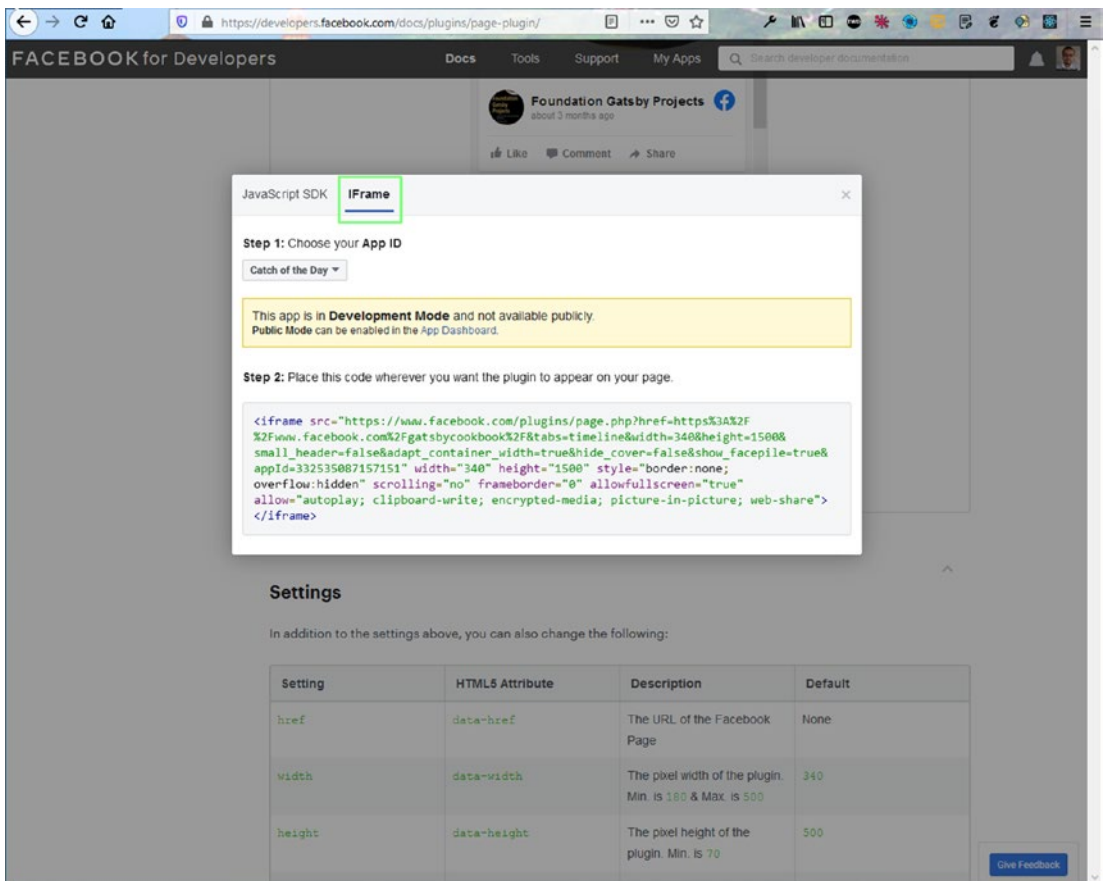 https://developers.facebook.com/docs/plugins/page-plugin/
FACEBOOK for Developers
Docs
Tools
Support
My Apps
Search developer documentation
Foundation Gatsby Projects
about 3 months ago
Like
Comment
Share
JavaScript SDK
IFrame
Step 1: Choose your App ID
Catch of the Day
This app is in Development Mode and not available publicly.
Public Mode can be enabled in the App Dashboard.
Step 2: Place this code wherever you want the plugin to appear on your page.
<iframe src="https://www.facebook.com/plugins/page.php?href=https%3A%2F
%2Fwww.facebook.com%2Fgatsbycookbook%2F&tabs=timeline&width=340&height=1500&
small_header=false&adapt_container_width=true&hide_cover=false&show_facepile=true&
appId=332535087157151" width="340" height="1500" style="border:none;
overflow:hidden" scrolling="no" frameborder="0" allowfullscreen="true"
allow="autoplay; clipboard-write; encrypted-media; picture-in-picture; web-share">
</iframe>
Settings
In addition to the settings above, you can also change the following:
Setting
HTML5 Attribute
Description
Default
href
data-href
The URL of the Facebook
Page
None
width
data-width
The pixel width of the plugin.
Min. is 180 & Max. is 500
340
height
data-height
The pixel height of the
plugin. Min. is 70
500
Give Feedback